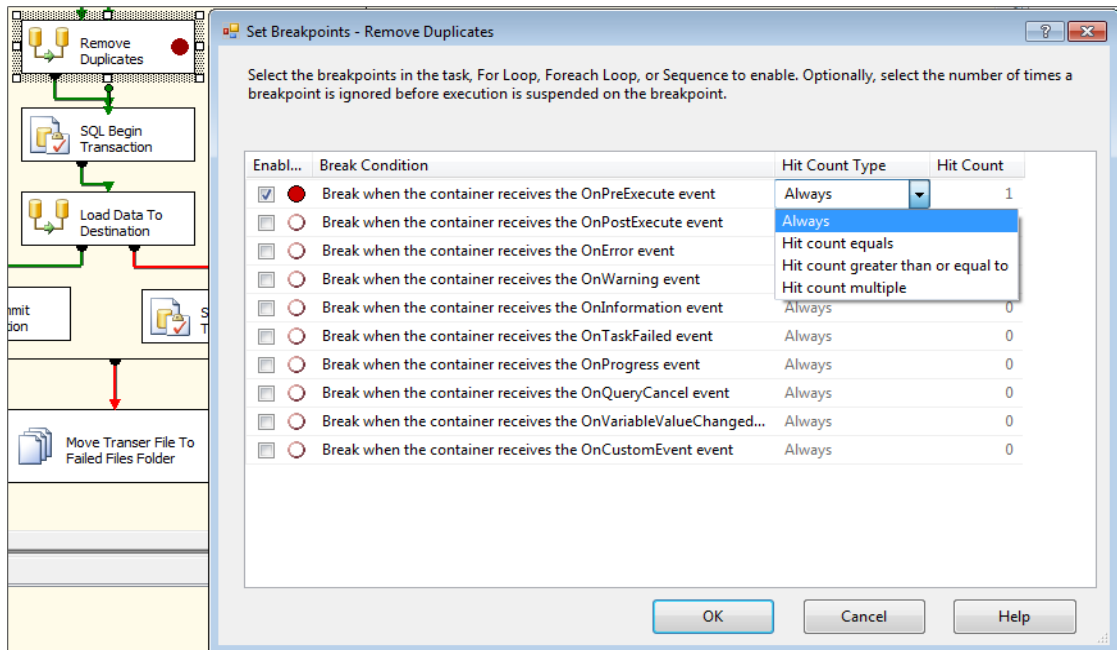 Remove
Duplicates
SQL Begin
Transaction
Load Data To
Destination
nmit
tion
S
T
Move Transer File To
Failed Files Folder
Set Breakpoints - Remove Duplicates
Select the breakpoints in the task, For Loop, Foreach Loop, or Sequence to enable. Optionally, select the number of times a
breakpoint is ignored before execution is suspended on the breakpoint.
Enabl... Break Condition Hit Count Type Hit Count
Break when the container receives the OnPreExecute event Always 1
Break when the container receives the OnPostExecute event
Break when the container receives the OnError event
Break when the container receives the OnWarning event
Always
Hit count equals
Hit count greater than or equal to
Hit count multiple
Break when the container receives the OnInformation event Always 0
Break when the container receives the OnTaskFailed event Always 0
Break when the container receives the OnProgress event Always 0
Break when the container receives the OnQueryCancel event Always 0
Break when the container receives the OnVariableValueChanged... Always 0
Break when the container receives the OnCustomEvent event Always 0
OK Cancel Help